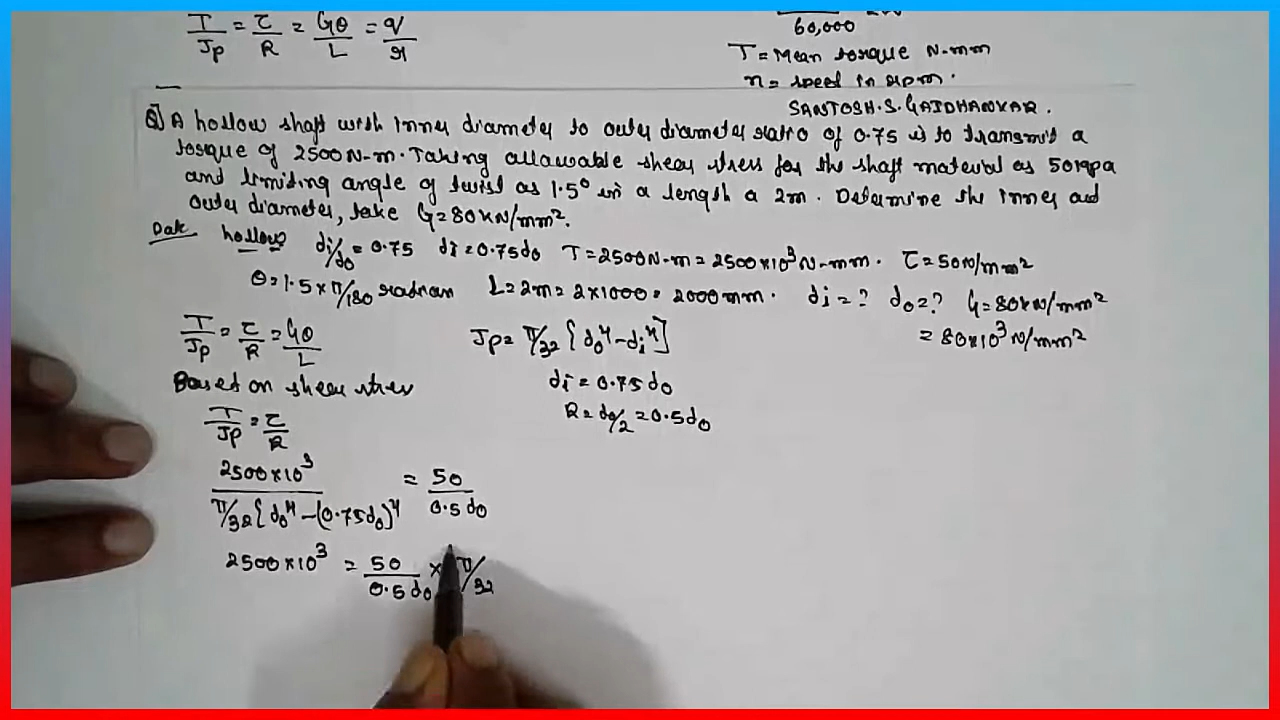 T/Jp = τ/R = Gθ/L = q/r
60,000
T = Mean torque N-mm
n = speed in rpm.
SANTOSH.S.GAIDHANKAR.
Q] A hollow shaft with inner diameter to outer diameter ratio of 0.75 is to transmit a
torque of 2500 N-m. Taking allowable shear stress for the shaft material as 50 Mpa
and limiting angle of twist as 1.5° in a length a 2m. Determine the inner and
outer diameter, take G = 80 kN/mm².
Data hollow di/do = 0.75 di = 0.75do T = 2500 N-m = 2500×10³ N-mm. τ = 50 N/mm²
θ = 1.5 × π/180 radian L = 2m = 2×1000 = 2000 mm. di = ? do = ? G = 80 kN/mm²
= 80×10³ N/mm²
T/Jp = τ/R = Gθ/L Jp = π/32 [do⁴ - di⁴]
Based on shear stress di = 0.75 do
T/Jp = τ/R R = do/2 = 0.5do
2500×10³ / π/32 {do⁴ - (0.75do)⁴ = 50 / 0.5 do
2500×10³ = 50 / 0.5 do × π/32